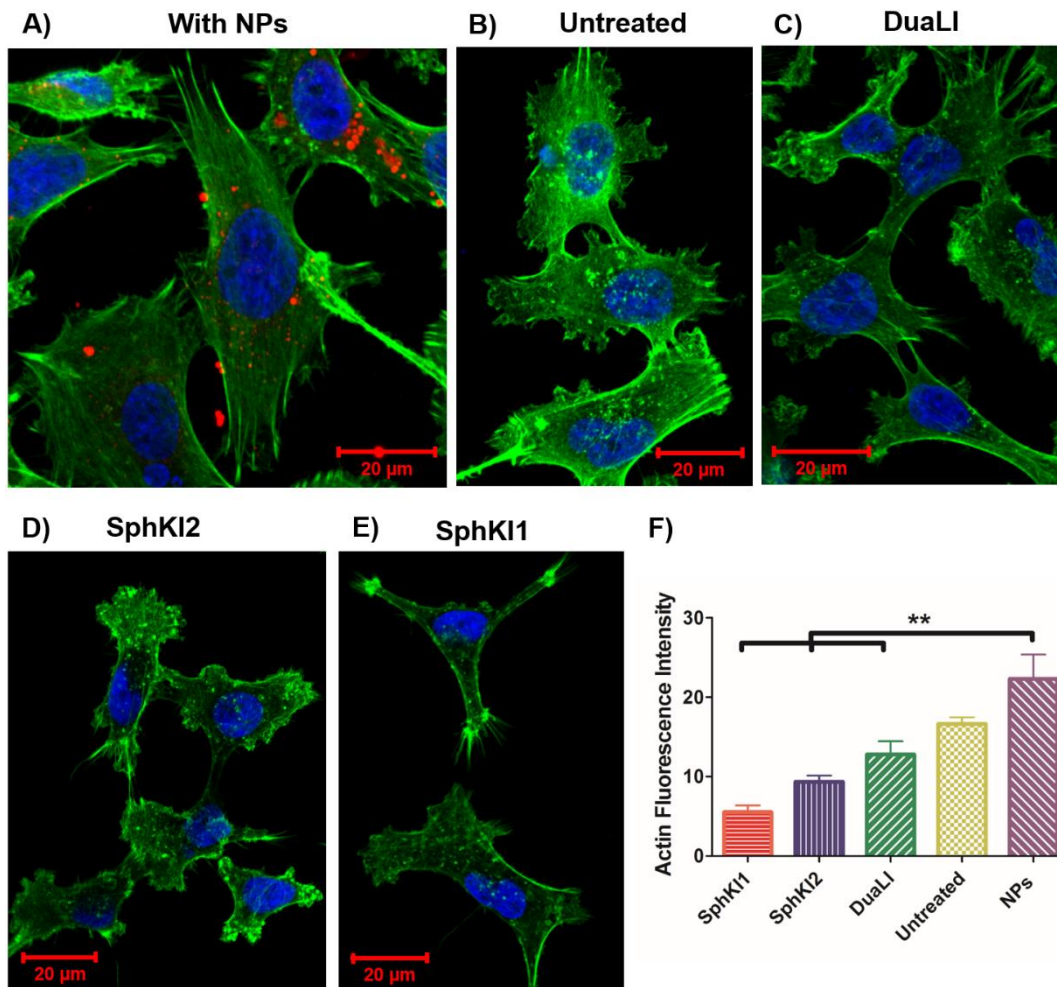 A) With NPs
B) Untreated
C) DuaLI
20 µm
20 µm
20 µm
D) SphKI2
E) SphKI1
F)
20 µm
20 µm
Actin Fluorescence Intensity
30
20
10
0
**
SphKI1
SphKI2
DuaLI
Untreated
NPs